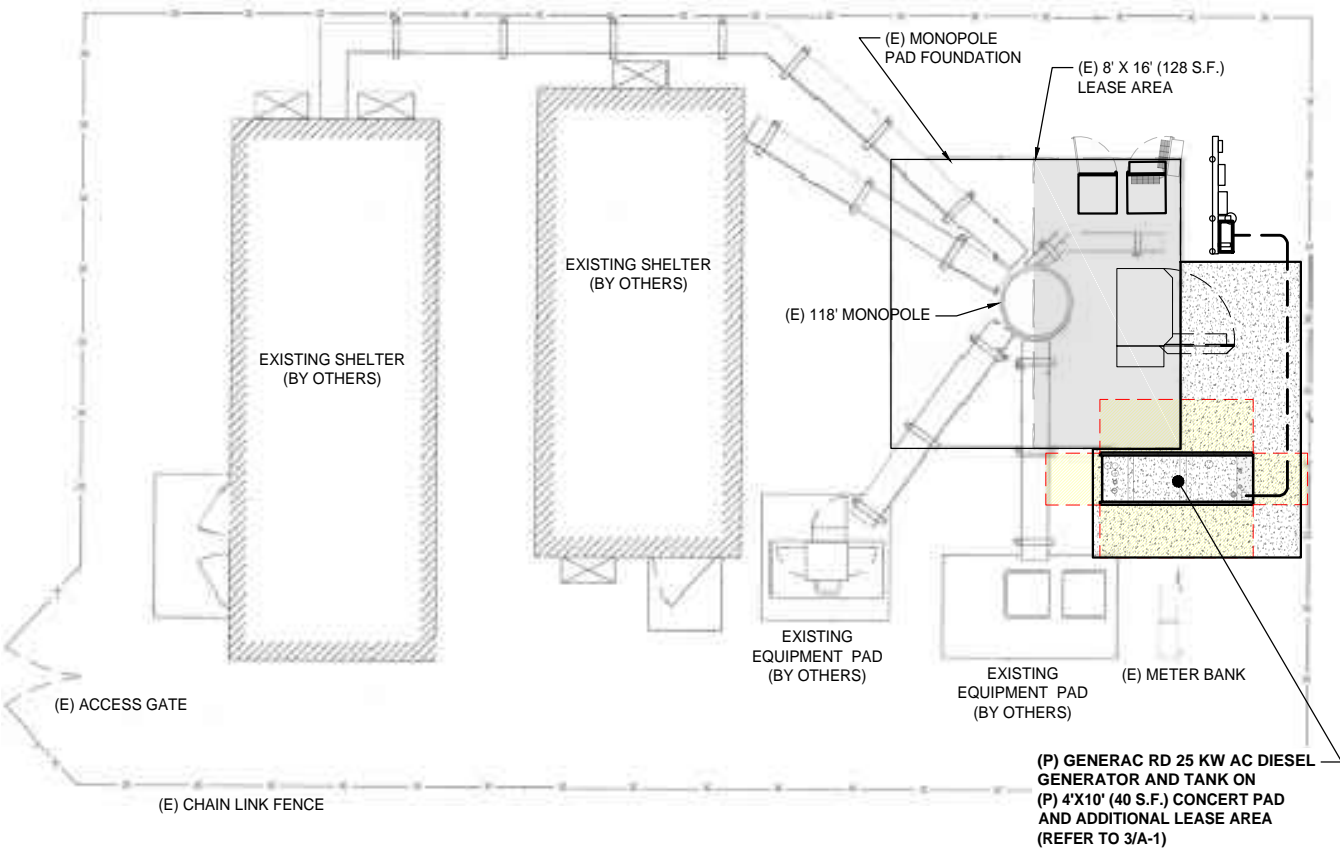 (E) MONOPOLE
PAD FOUNDATION
(E) 8' X 16' (128 S.F.)
LEASE AREA
EXISTING SHELTER
(BY OTHERS)
(E) 118' MONOPOLE
EXISTING SHELTER
(BY OTHERS)
EXISTING
EQUIPMENT PAD
(BY OTHERS)
EXISTING
EQUIPMENT PAD
(BY OTHERS)
(E) METER BANK
(E) ACCESS GATE
(P) GENERAC RD 25 KW AC DIESEL
GENERATOR AND TANK ON
(P) 4'X10' (40 S.F.) CONCERT PAD
AND ADDITIONAL LEASE AREA
(REFER TO 3/A-1)
(E) CHAIN LINK FENCE